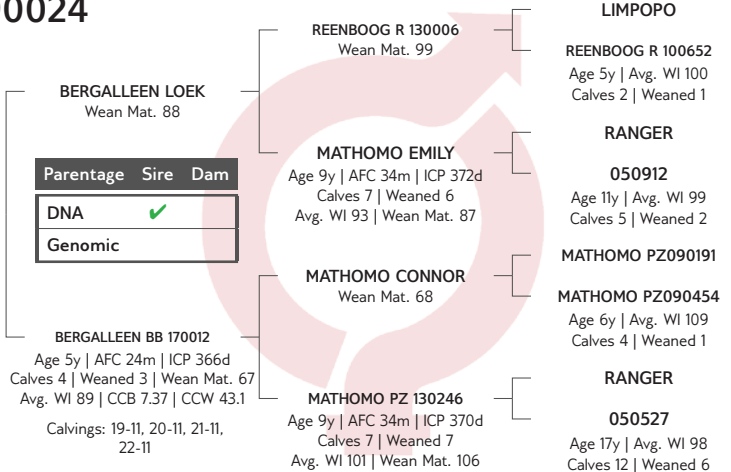 0024
LIMPOPO
REENBOOG R 130006
Wean Mat. 99
REENBOOG R 100652
Age 5y | Avg. WI 100
Calves 2 | Weaned 1
BERGALLEEN LOEK
Wean Mat. 88
RANGER
MATHOMO EMILY
Age 9y | AFC 34m | ICP 372d
Calves 7 | Weaned 6
Avg. WI 93 | Wean Mat. 87
050912
Age 11y | Avg. WI 99
Calves 5 | Weaned 2
Parentage Sire Dam
DNA ✔
Genomic
MATHOMO PZ090191
MATHOMO CONNOR
Wean Mat. 68
MATHOMO PZ090454
Age 6y | Avg. WI 109
Calves 4 | Weaned 1
BERGALLEEN BB 170012
Age 5y | AFC 24m | ICP 366d
Calves 4 | Weaned 3 | Wean Mat. 67
Avg. WI 89 | CCB 7.37 | CCW 43.1
Calvings: 19-11, 20-11, 21-11,
22-11
RANGER
MATHOMO PZ 130246
Age 9y | AFC 34m | ICP 370d
Calves 7 | Weaned 7
Avg. WI 101 | Wean Mat. 106
050527
Age 17y | Avg. WI 98
Calves 12 | Weaned 6